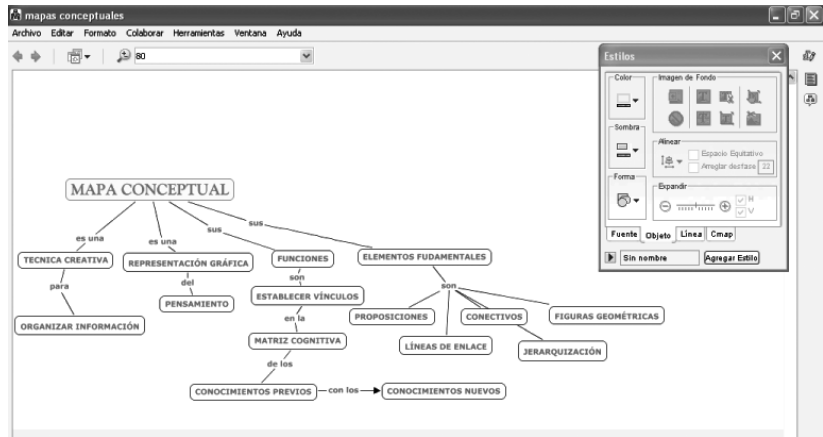 mapas conceptuales
Archivo Editar Formato Colaborar Herramientas Ventana Ayuda
80
Estilos
Color
Imagen de Fondo
Sombra
Alinear
Espacio Equitativo
Arreglar desfase 22
Forma
Expandir
H
V
Fuente Objeto Línea Cmap
Sin nombre Agregar Estilo
MAPA CONCEPTUAL
es una es una sus sus
TECNICA CREATIVA REPRESENTACIÓN GRÁFICA FUNCIONES ELEMENTOS FUDAMENTALES
para del son son
ORGANIZAR INFORMACIÓN PENSAMIENTO ESTABLECER VÍNCULOS
en la
PROPOSICIONES CONECTIVOS FIGURAS GEOMÉTRICAS
MATRIZ COGNITIVA LÍNEAS DE ENLACE JERARQUIZACIÓN
de los
CONOCIMIENTOS PREVIOS con los CONOCIMIENTOS NUEVOS